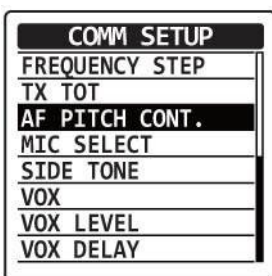 COMM SETUP
FREQUENCY STEP
TX TOT
AF PITCH CONT.
MIC SELECT
SIDE TONE
VOX
VOX LEVEL
VOX DELAY